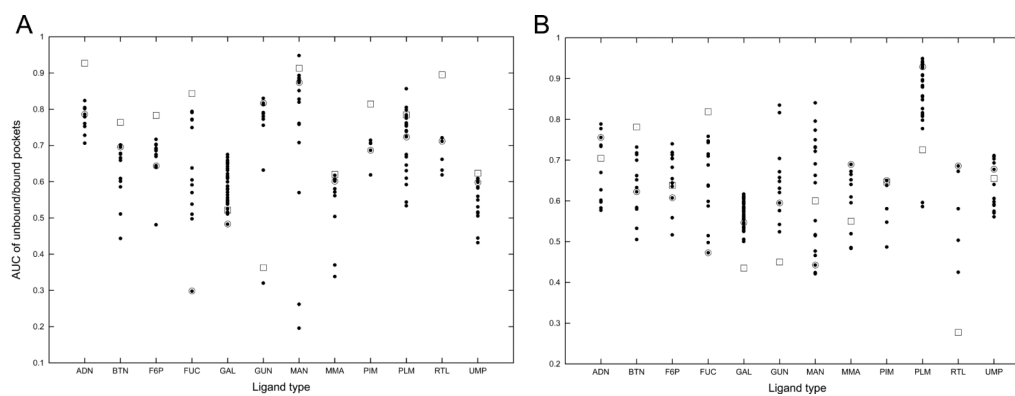 A
AUC of unbound/bound pockets
1
0.9
0.8
0.7
0.6
0.5
0.4
0.3
0.2
0.1
ADN BTN F6P FUC GAL GUN MAN MMA PIM PLM RTL UMP
Ligand type
B
1
0.9
0.8
0.7
0.6
0.5
0.4
0.3
0.2
ADN BTN F6P FUC GAL GUN MAN MMA PIM PLM RTL UMP
Ligand type